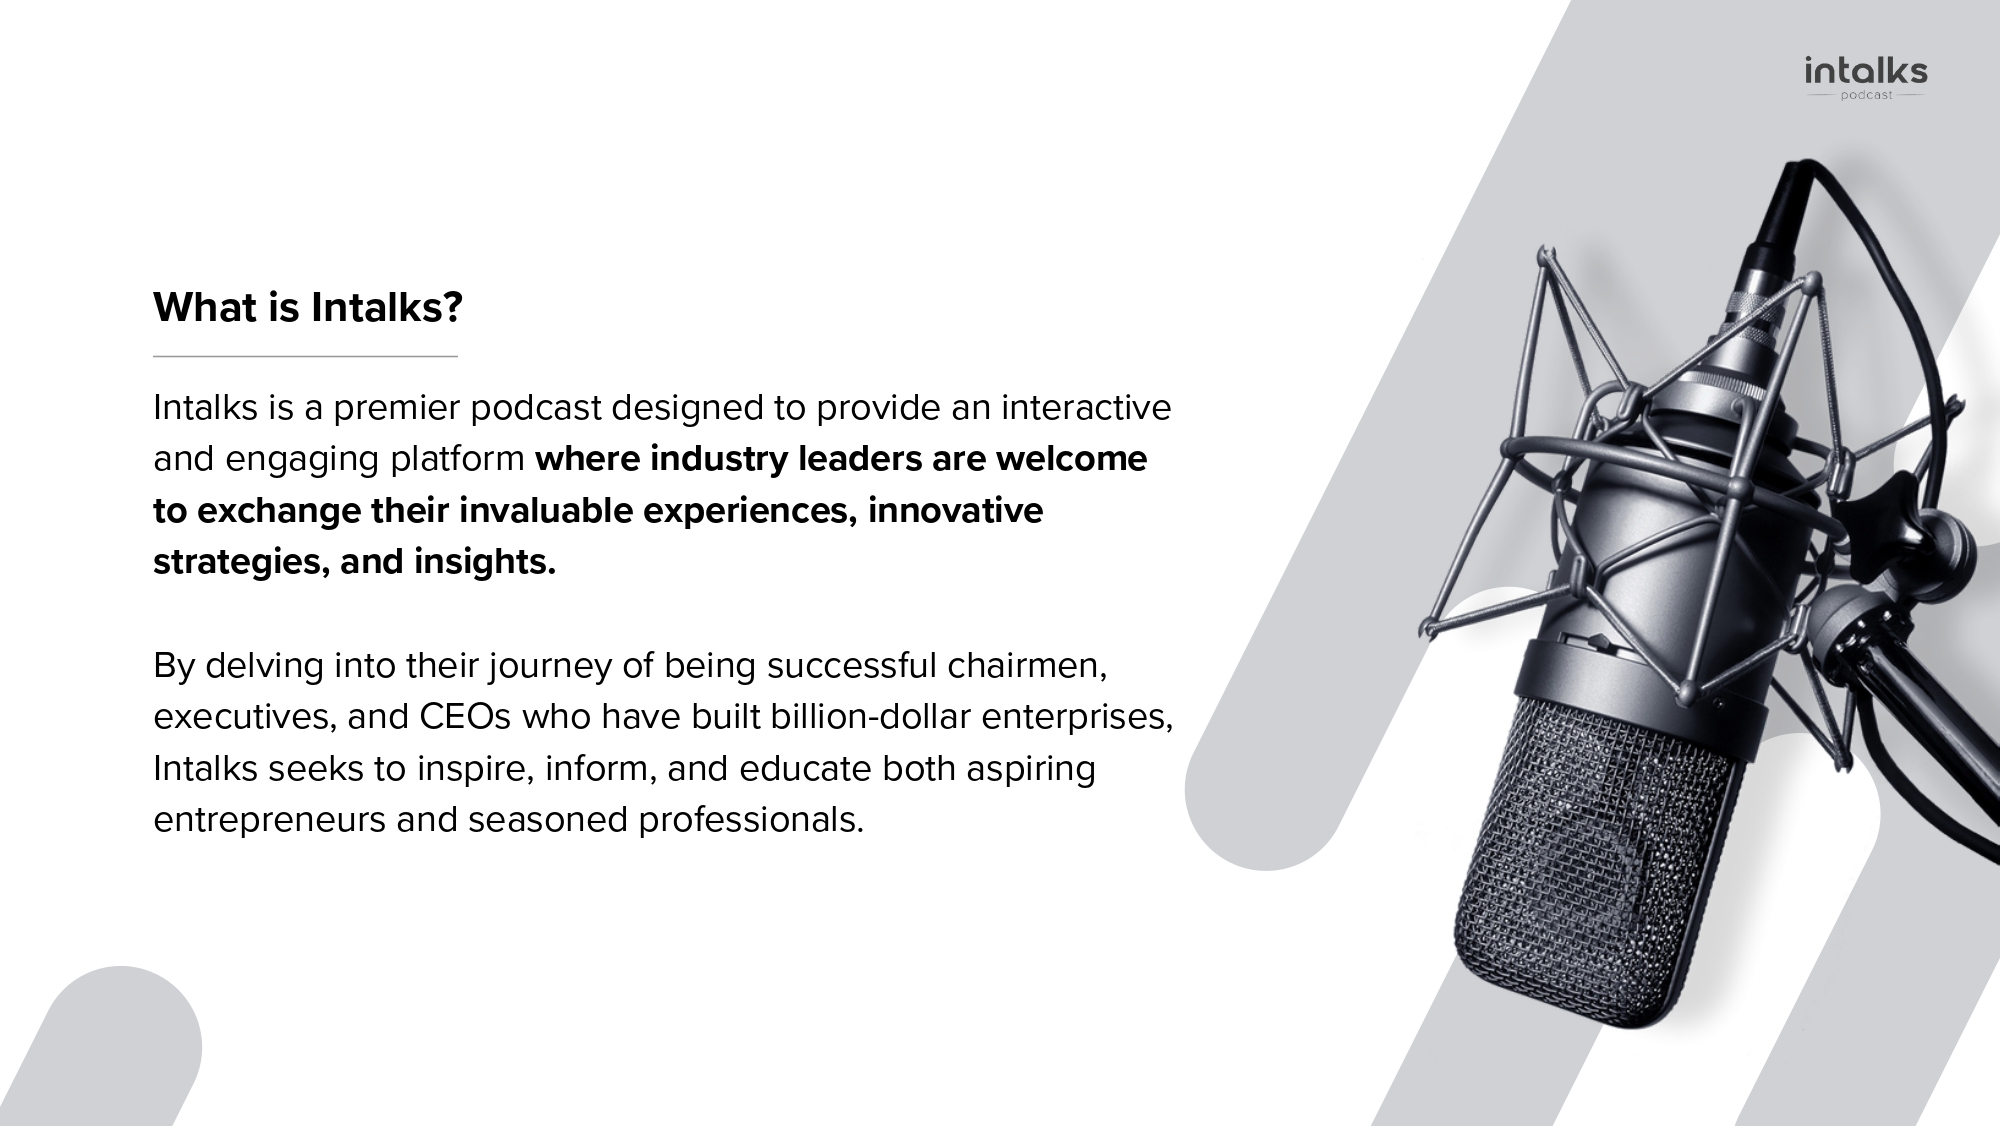 intalks
podcast
What is Intalks?
Intalks is a premier podcast designed to provide an interactive
and engaging platform where industry leaders are welcome
to exchange their invaluable experiences, innovative
strategies, and insights.
By delving into their journey of being successful chairmen,
executives, and CEOs who have built billion-dollar enterprises,
Intalks seeks to inspire, inform, and educate both aspiring
entrepreneurs and seasoned professionals.